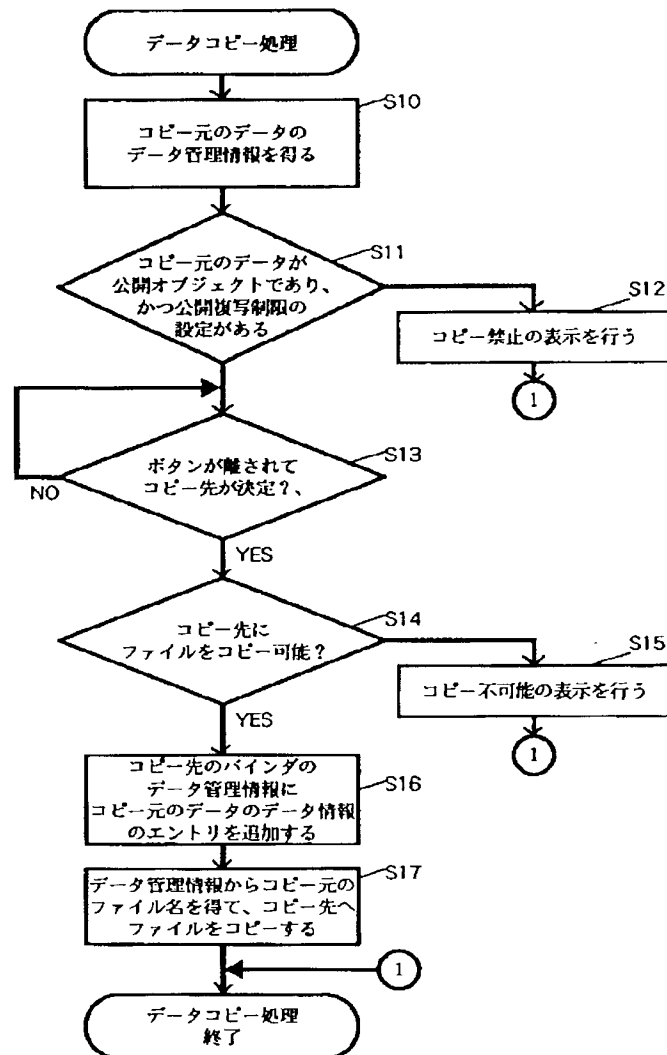 データコピー処理
S10
コピー元のデータの
データ管理情報を得る
S11
コピー元のデータが
公開オブジェクトであり、
かつ公開複写制限の
設定がある
S12
コピー禁止の表示を行う
1
S13
ボタンが離されて
コピー先が決定?、
NO
YES
S14
コピー先に
ファイルをコピー可能?
S15
コピー不可能の表示を行う
1
YES
S16
コピー先のバインダの
データ管理情報に
コピー元のデータのデータ情報
のエントリを追加する
S17
データ管理情報からコピー元の
ファイル名を得て、コピー先へ
ファイルをコピーする
1
データコピー処理
終了